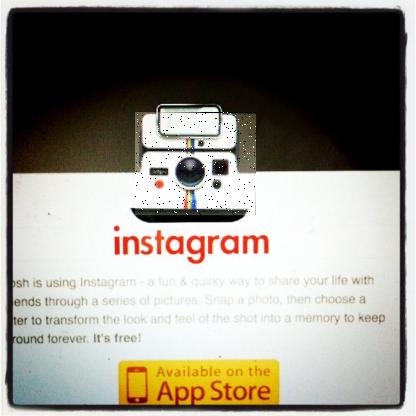 instagram
osh is using Instagram - a fun & quirky way to share your life with
ends through a series of pictures. Snap a photo, then choose a
ter to transform the look and feel of the shot into a memory to keep
round forever. It's free!
Available on the
App Store